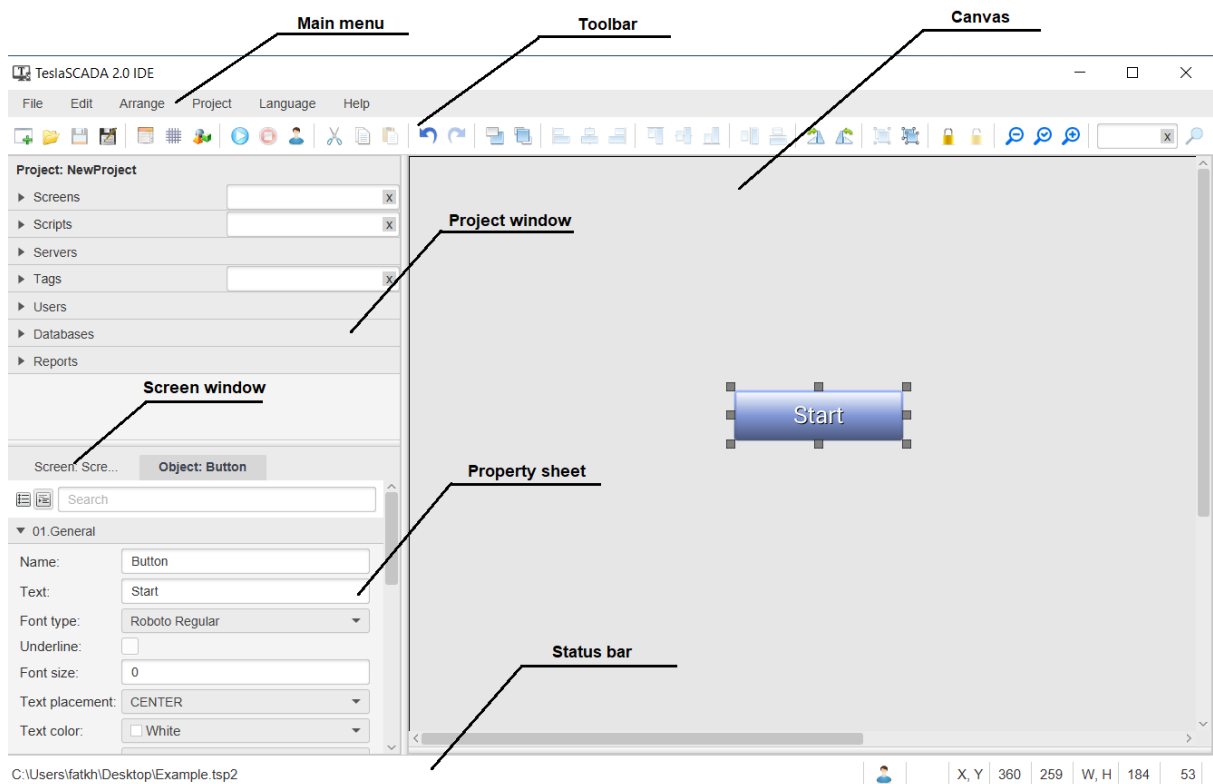 Main menu
Toolbar
Canvas
TeslaSCADA 2.0 IDE
File Edit Arrange Project Language Help
x
Project: NewProject
Screens x
Scripts x
Project window
Servers
Tags x
Users
Databases
Reports
Screen window
Start
Screen: Scre... Object: Button
Property sheet
Search
01.General
Name: Button
Text: Start
Font type: Roboto Regular
Underline:
Font size: 0
Status bar
Text placement: CENTER
Text color: White
C:\Users\fatkh\Desktop\Example.tsp2 X, Y 360 259 W, H 184 53